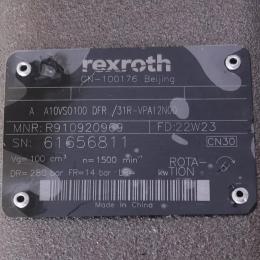 rexroth
CN-100176 Beijing
A A10VSO100 DFR /31R-VPA12N00
MNR: R910920969 FD: 22W23
SN: 61656811 CN30
Vg= 100 cm³ n= 1500 min⁻¹ ROTA-
DR= 280 bar FR= 14 bar kW TION
Made in China